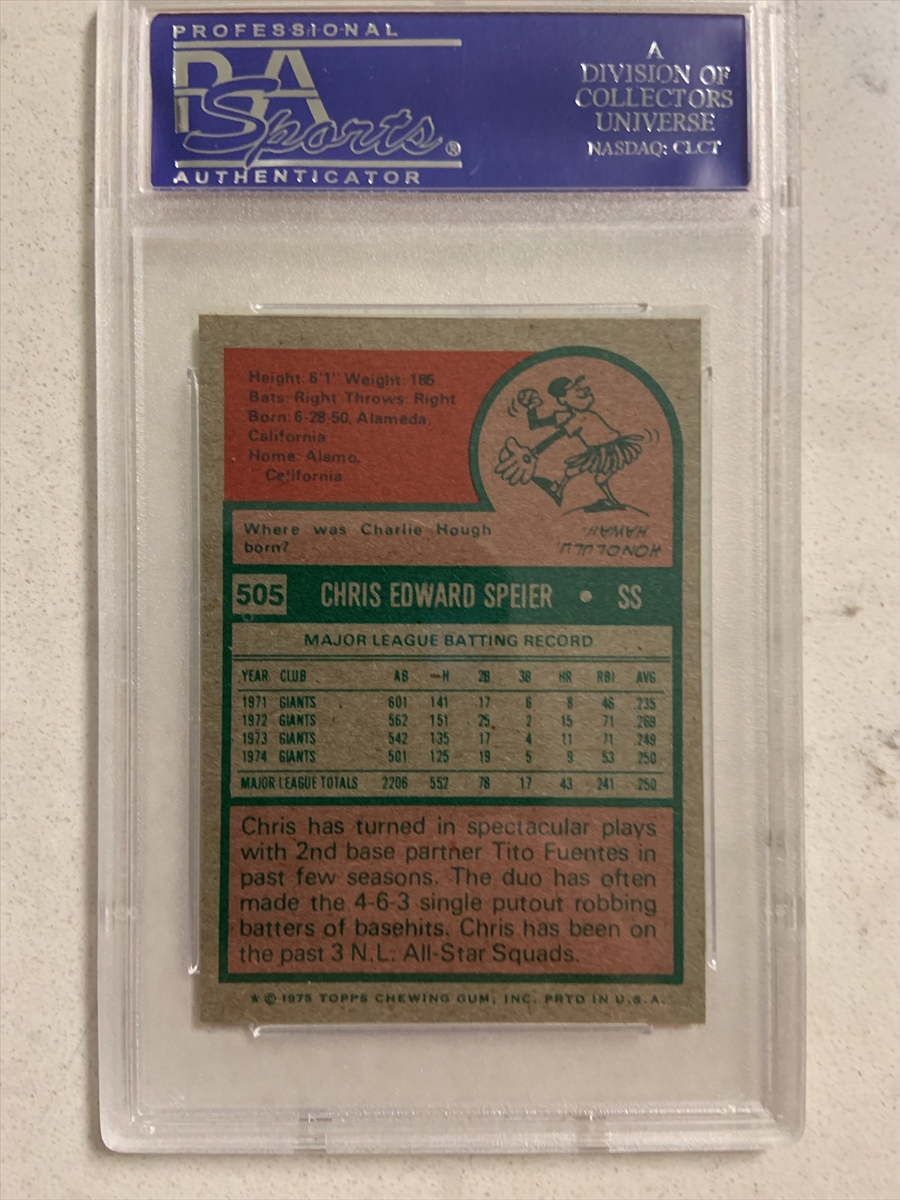 PROFESSIONAL
PSA
Sports®
AUTHENTICATOR
A
DIVISION OF
COLLECTORS
UNIVERSE
NASDAQ: CLCT
Height: 6'1" Weight: 185
Bats: Right Throws: Right
Born: 6-28-50, Alameda,
California
Home: Alamo,
California
Where was Charlie Hough
born?
HONOLULU,
HAWAII.
505 CHRIS EDWARD SPEIER • SS
MAJOR LEAGUE BATTING RECORD
YEAR CLUB AB H 2B 3B HR RBI AVG
1971 GIANTS 601 141 17 6 8 46 .235
1972 GIANTS 562 151 25 2 15 71 .269
1973 GIANTS 542 135 17 4 11 71 .249
1974 GIANTS 501 125 19 5 9 53 .250
MAJOR LEAGUE TOTALS 2206 552 78 17 43 241 .250
Chris has turned in spectacular plays
with 2nd base partner Tito Fuentes in
past few seasons. The duo has often
made the 4-6-3 single putout robbing
batters of basehits. Chris has been on
the past 3 N.L. All-Star Squads.
★ © 1975 TOPPS CHEWING GUM, INC. PRTD IN U.S.A.